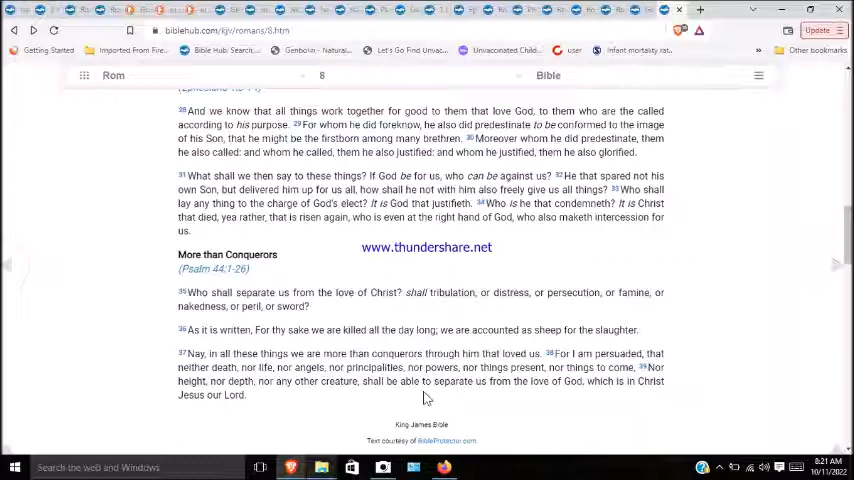 biblehub.com/kjv/romans/8.htm
Update
Getting Started
Imported From Fire...
Bible Hub: Search,...
Genbolin - Natural...
Let's Go Find Unvac...
Unvaccinated Child...
user
Infant mortality rat...
Other bookmarks
Rom 8 Bible
28 And we know that all things work together for good to them that love God, to them who are the called
according to his purpose. 29 For whom he did foreknow, he also did predestinate to be conformed to the image
of his Son, that he might be the firstborn among many brethren. 30 Moreover whom he did predestinate, them
he also called: and whom he called, them he also justified: and whom he justified, them he also glorified.
31 What shall we then say to these things? If God be for us, who can be against us? 32 He that spared not his
own Son, but delivered him up for us all, how shall he not with him also freely give us all things? 33 Who shall
lay any thing to the charge of God's elect? It is God that justifieth. 34 Who is he that condemneth? It is Christ
that died, yea rather, that is risen again, who is even at the right hand of God, who also maketh intercession for
us.
www.thundershare.net
More than Conquerors
(Psalm 44:1-26)
35 Who shall separate us from the love of Christ? shall tribulation, or distress, or persecution, or famine, or
nakedness, or peril, or sword?
36 As it is written, For thy sake we are killed all the day long; we are accounted as sheep for the slaughter.
37 Nay, in all these things we are more than conquerors through him that loved us. 38 For I am persuaded, that
neither death, nor life, nor angels, nor principalities, nor powers, nor things present, nor things to come, 39 Nor
height, nor depth, nor any other creature, shall be able to separate us from the love of God, which is in Christ
Jesus our Lord.
King James Bible
Text courtesy of BibleProtector.com
Search the web and Windows
8:21 AM
10/11/2022